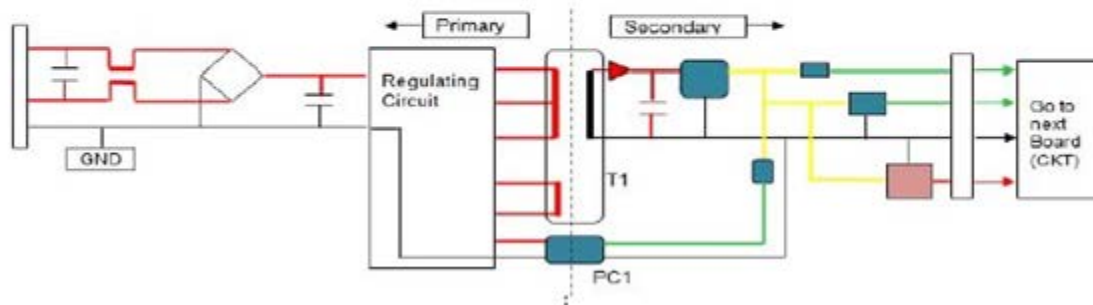 Primary
Secondary
Regulating
Circuit
GND
T1
PC1
Go to
next
Board
(CKT)